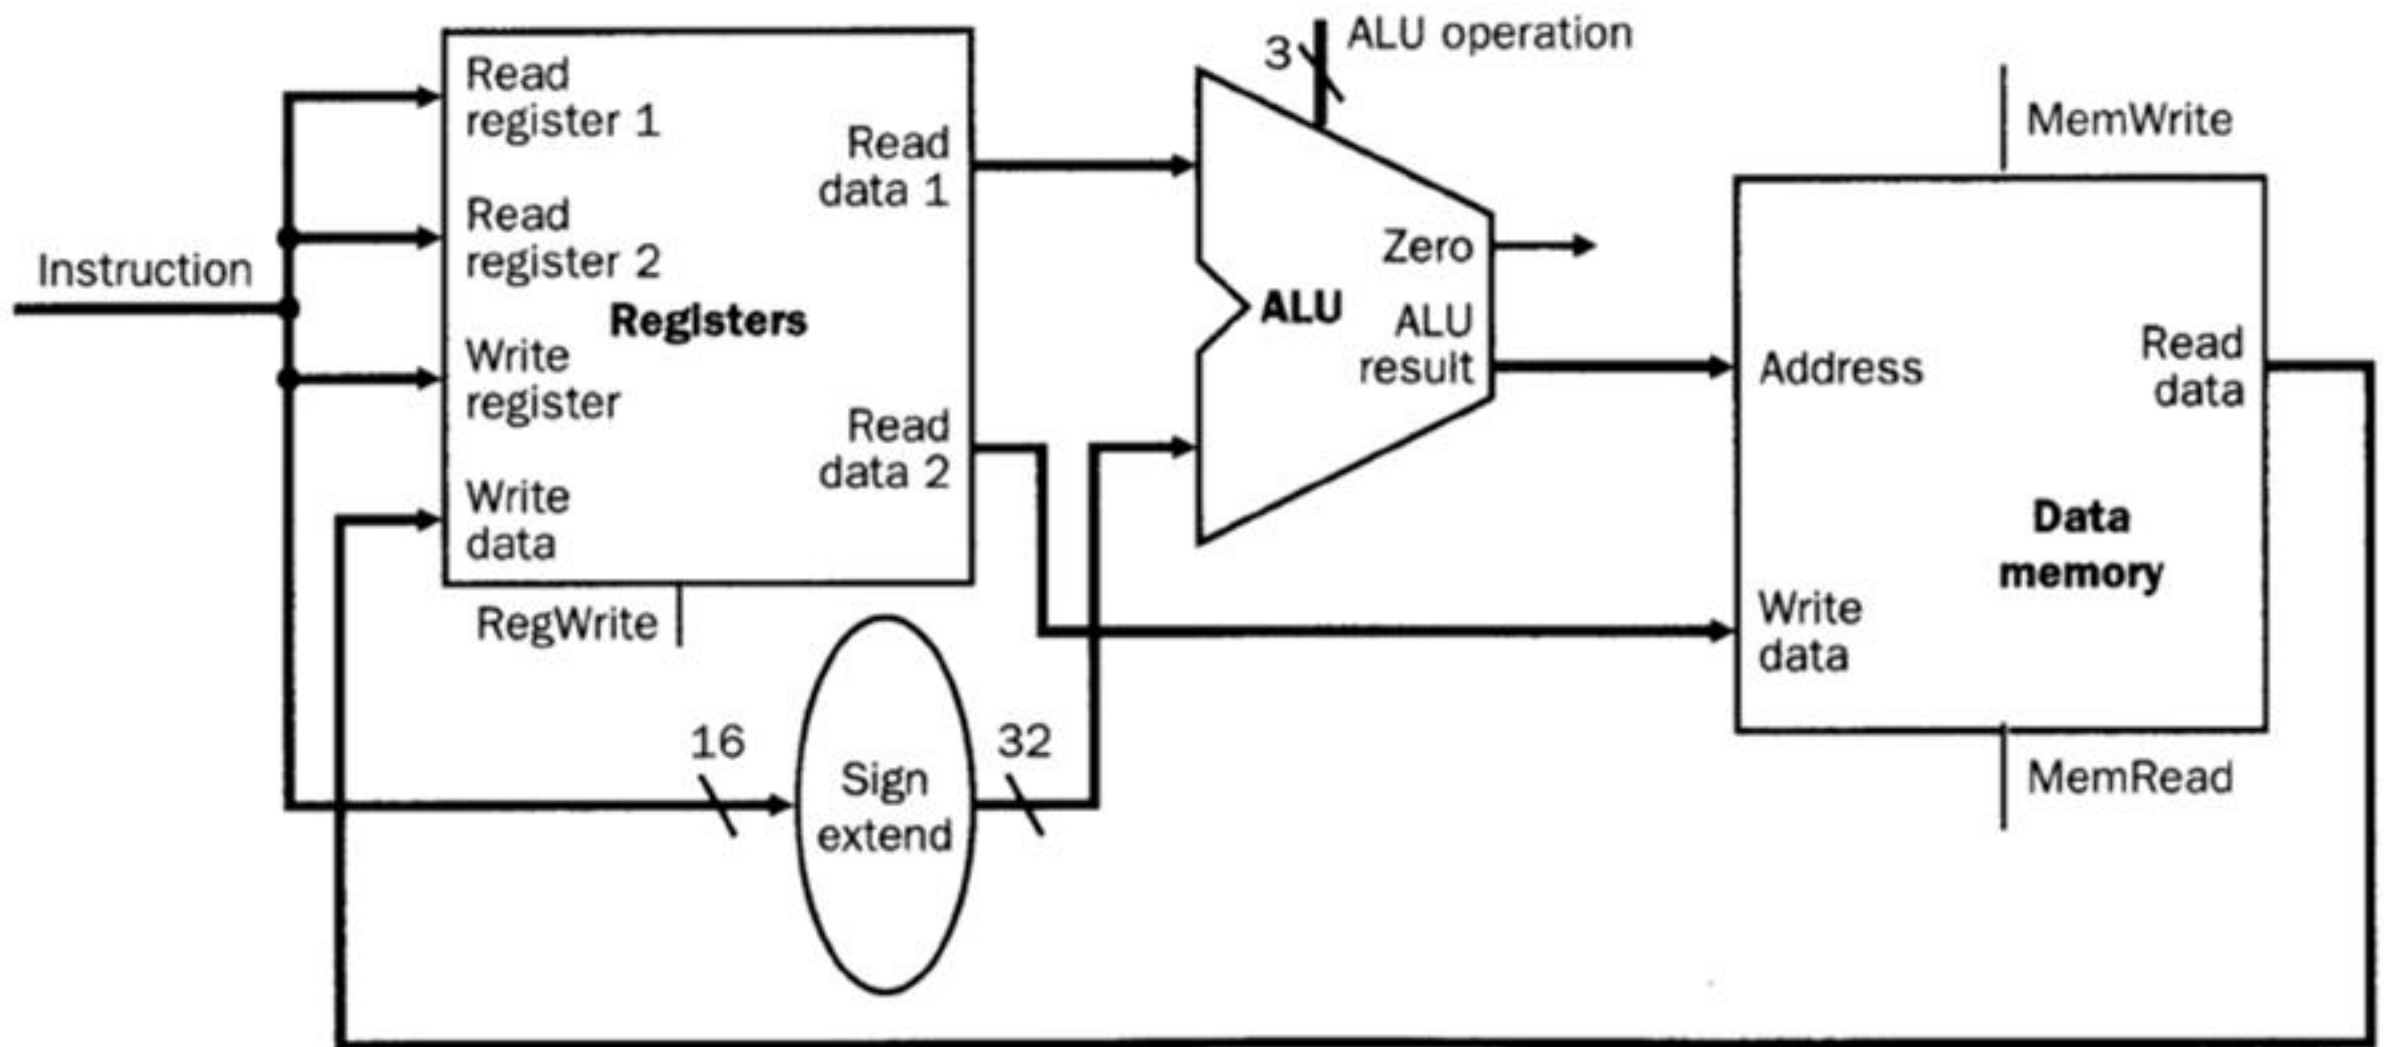 Instruction
Read
register 1
Read
register 2
Write
register
Write
data
Registers
Read
data 1
Read
data 2
RegWrite
16
Sign
extend
32
3
ALU operation
Zero
ALU
ALU
result
MemWrite
Address
Read
data
Data
memory
Write
data
MemRead